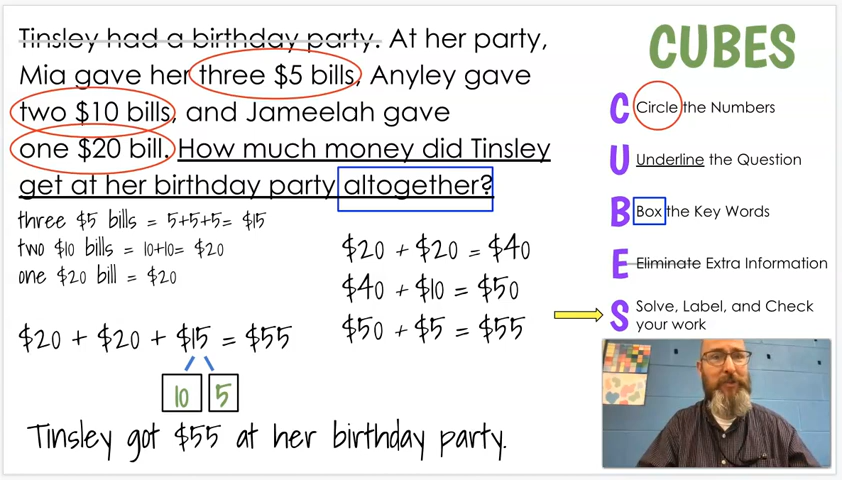 Tinsley had a birthday party. At her party,
Mia gave her three $5 bills, Anyley gave
two $10 bills, and Jameelah gave
one $20 bill. How much money did Tinsley
get at her birthday party altogether?
three $5 bills = 5+5+5= $15
two $10 bills = 10+10= $20
one $20 bill = $20
$20 + $20 + $15 = $55
10 5
$20 + $20 = $40
$40 + $10 = $50
$50 + $5 = $55
Tinsley got $55 at her birthday party.
CUBES
C Circle the Numbers
U Underline the Question
B Box the Key Words
E Eliminate Extra Information
S Solve, Label, and Check
your work